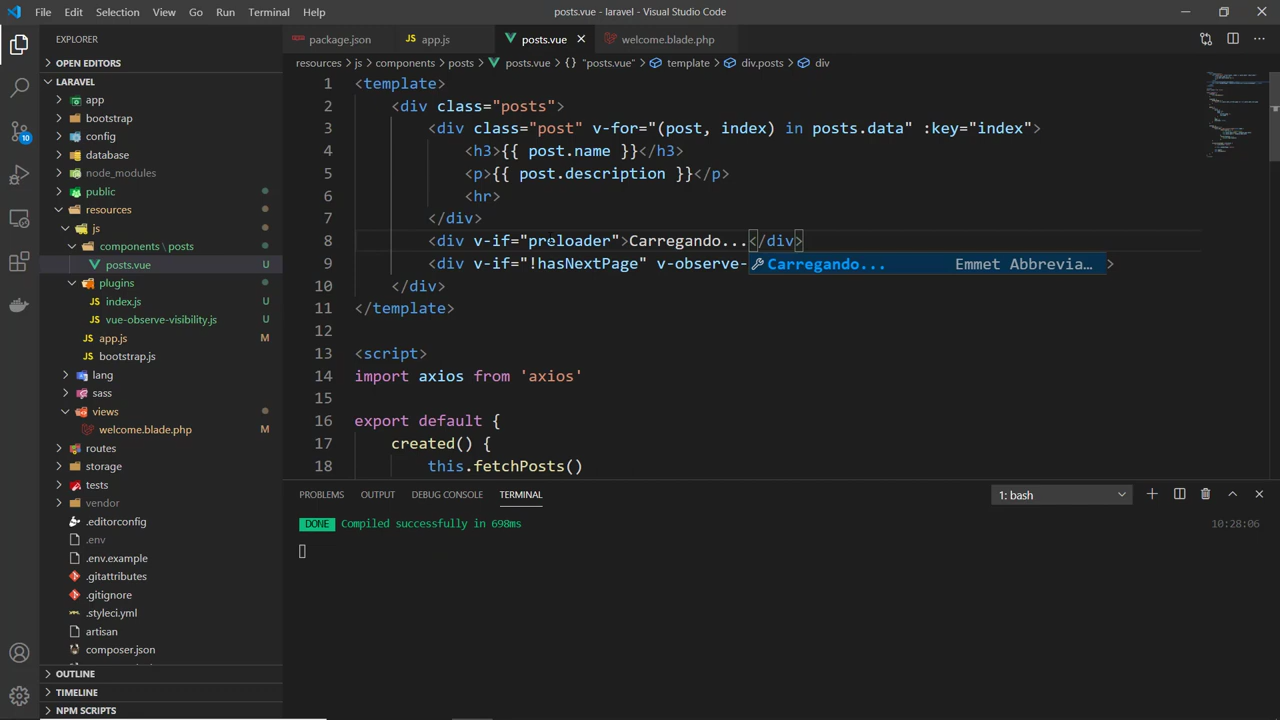 File Edit Selection View Go Run Terminal Help
posts.vue - laravel - Visual Studio Code
EXPLORER
package.json
app.js
posts.vue
welcome.blade.php
OPEN EDITORS
resources > js > components > posts > posts.vue > {} "posts.vue" > template > div.posts > div
LARAVEL
app
bootstrap
config
database
node_modules
public
resources
js
components \ posts
posts.vue U
plugins
index.js U
vue-observe-visibility.js U
app.js M
bootstrap.js
lang
sass
views
welcome.blade.php M
routes
storage
tests
vendor
.editorconfig
.env
.env.example
.gitattributes
.gitignore
.styleci.yml
artisan
composer.json
OUTLINE
TIMELINE
NPM SCRIPTS
10
1 <template>
2 <div class="posts">
3 <div class="post" v-for="(post, index) in posts.data" :key="index">
4 <h3>{{ post.name }}</h3>
5 <p>{{ post.description }}</p>
6 <hr>
7 </div>
8 <div v-if="preloader">Carregando...</div>
9 <div v-if="!hasNextPage" v-observe- >
Carregando... Emmet Abbrevia...
10 </div>
11 </template>
12
13 <script>
14 import axios from 'axios'
15
16 export default {
17 created() {
18 this.fetchPosts()
PROBLEMS OUTPUT DEBUG CONSOLE TERMINAL
1: bash
DONE Compiled successfully in 698ms 10:28:06